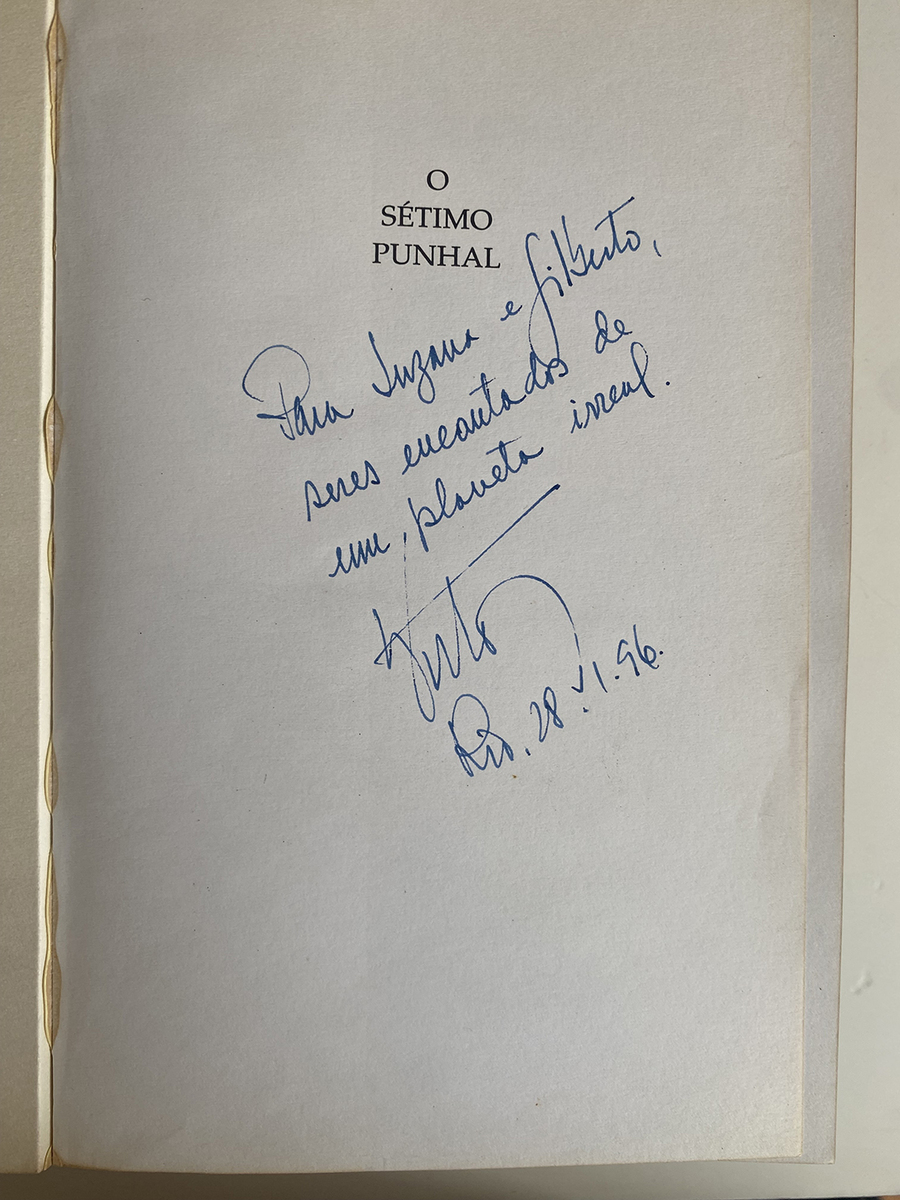 O
SÉTIMO
PUNHAL
Para Suzana e Gilberto,
seres encantados de
um planeta irreal.
Rio. 28.VI.96.